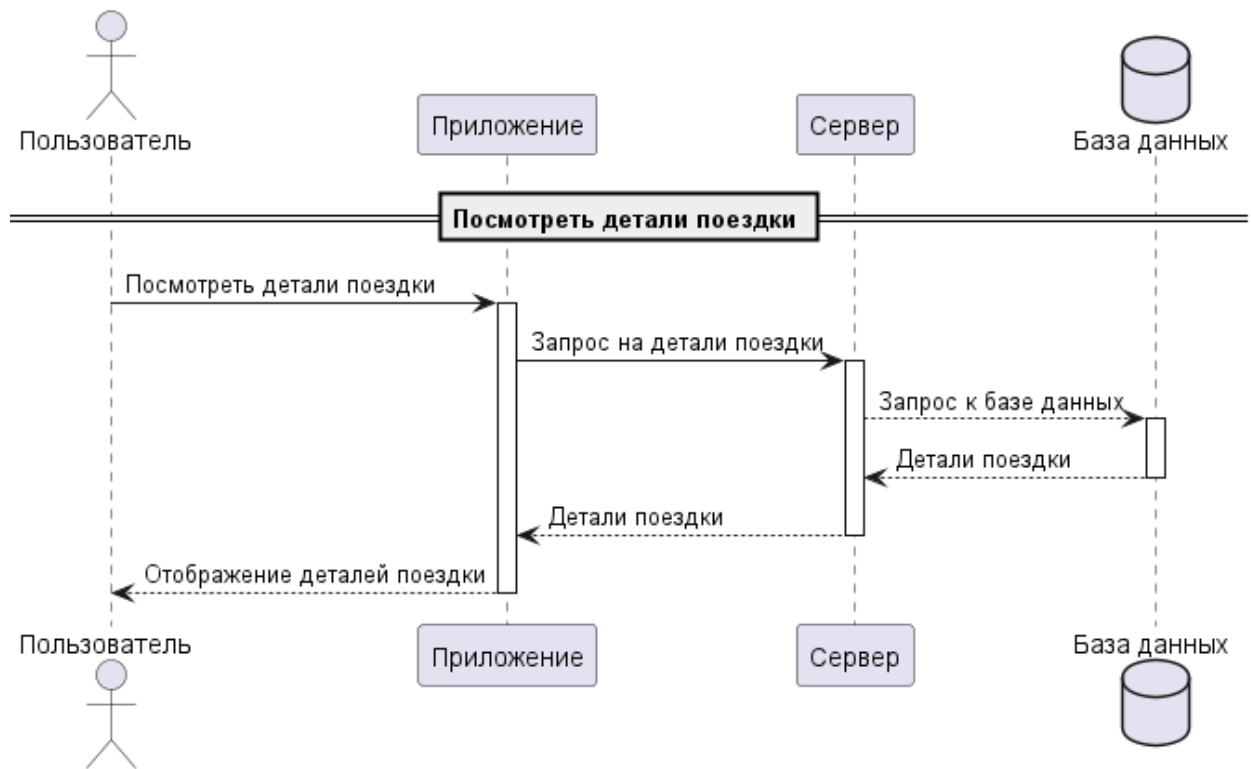 Пользователь
Приложение
Сервер
База данных
Посмотреть детали поездки
Посмотреть детали поездки
Запрос на детали поездки
Запрос к базе данных
Детали поездки
Детали поездки
Отображение деталей поездки
Пользователь
Приложение
Сервер
База данных